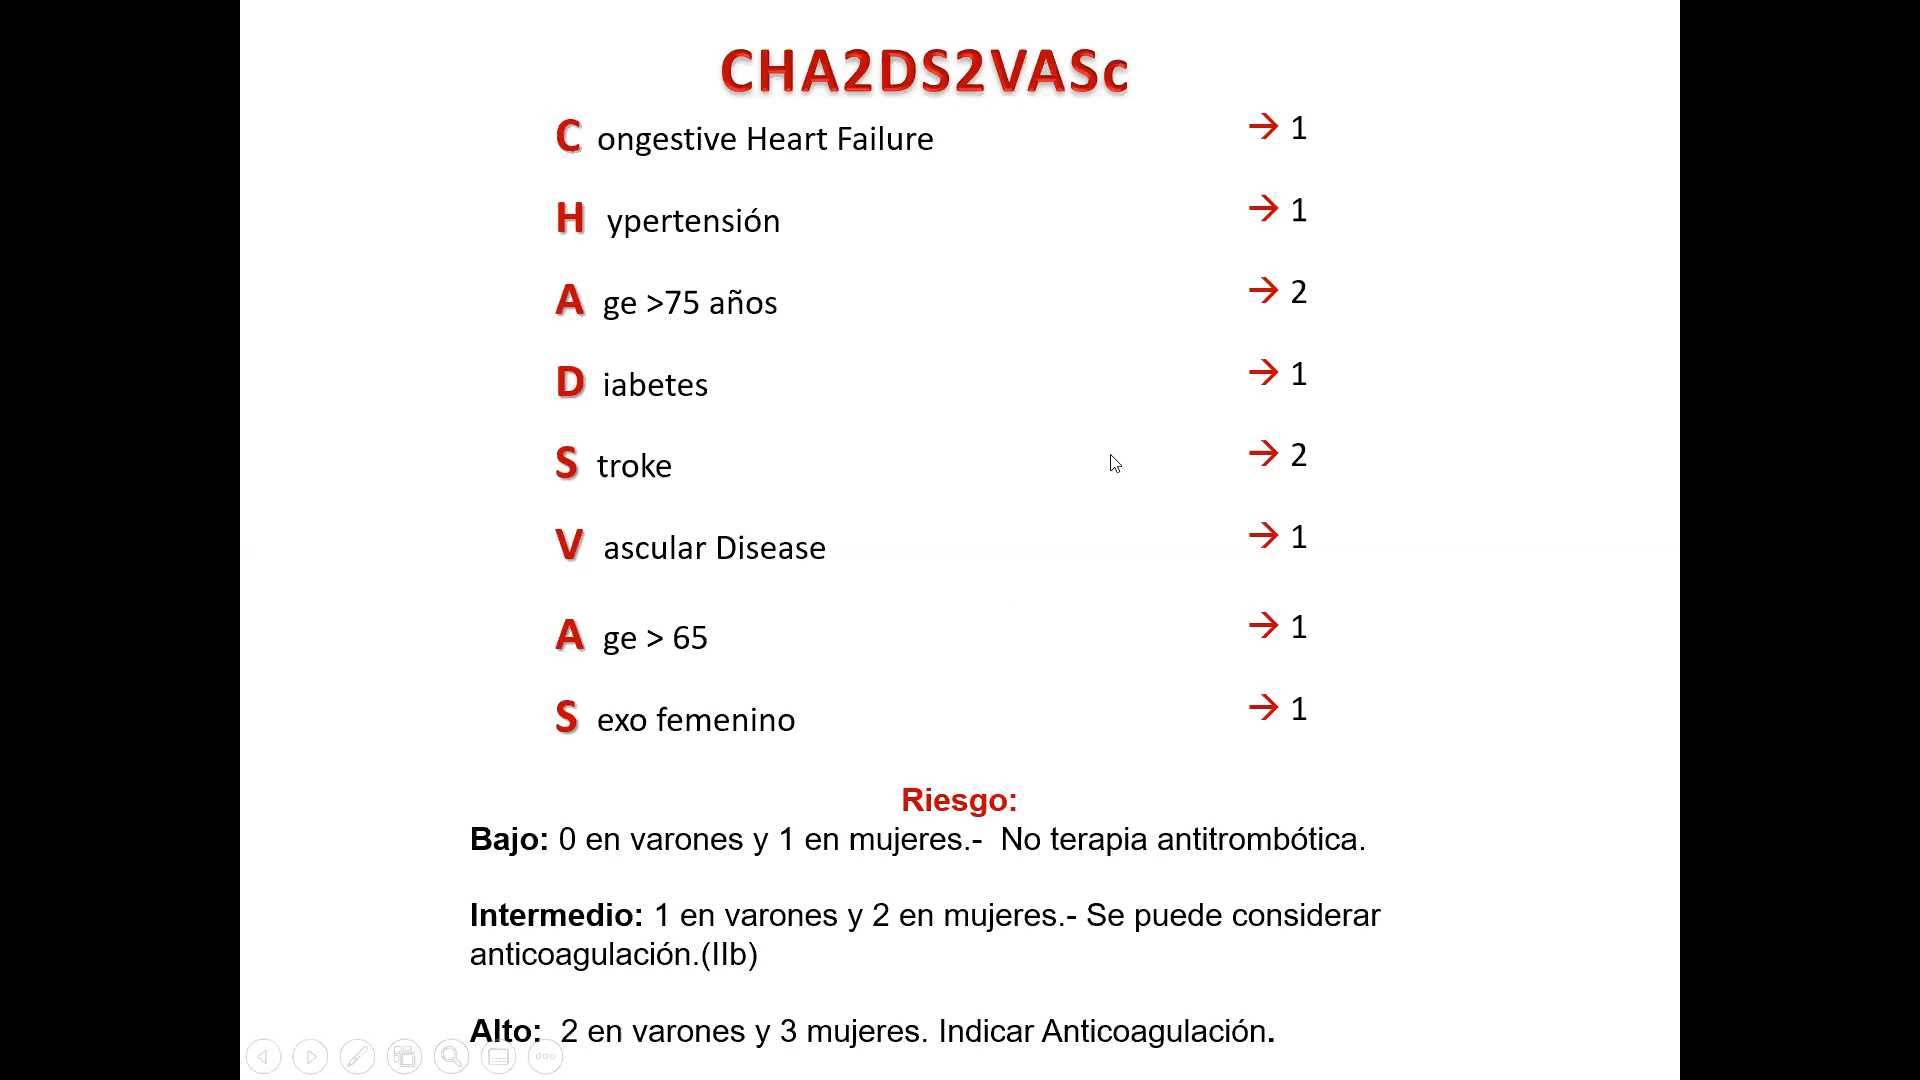 CHA2DS2VASc
C ongestive Heart Failure → 1
H ypertensión → 1
A ge >75 años → 2
D iabetes → 1
S troke → 2
V ascular Disease → 1
A ge > 65 → 1
S exo femenino → 1
Riesgo:
Bajo: 0 en varones y 1 en mujeres.- No terapia antitrombótica.
Intermedio: 1 en varones y 2 en mujeres.- Se puede considerar
anticoagulación.(IIb)
Alto: 2 en varones y 3 mujeres. Indicar Anticoagulación.